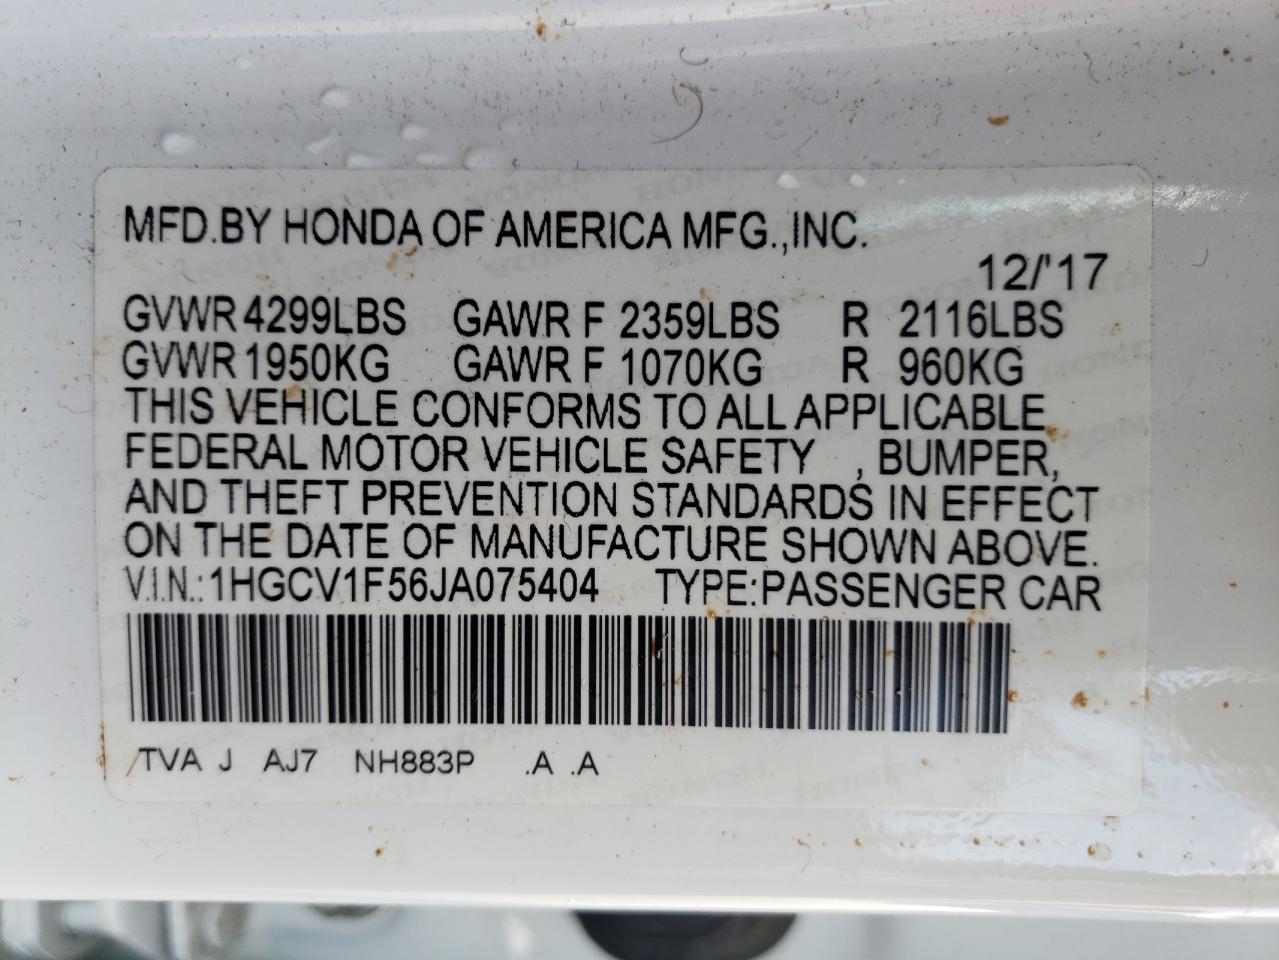 MFD.BY HONDA OF AMERICA MFG.,INC.
12/'17
GVWR 4299LBS GAWR F 2359LBS R 2116LBS
GVWR 1950KG GAWR F 1070KG R 960KG
THIS VEHICLE CONFORMS TO ALL APPLICABLE
FEDERAL MOTOR VEHICLE SAFETY , BUMPER,
AND THEFT PREVENTION STANDARDS IN EFFECT
ON THE DATE OF MANUFACTURE SHOWN ABOVE.
V.I.N.:1HGCV1F56JA075404 TYPE:PASSENGER CAR
TVA J AJ7 NH883P .A .A